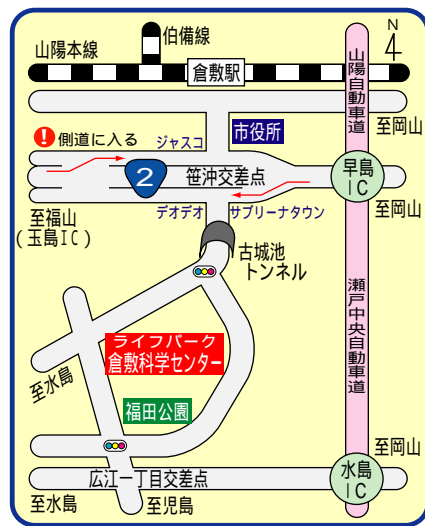 伯備線
山陽本線
N
倉敷駅
山陽自動車道
至岡山
市役所
! 側道に入る
ジャスコ
2
笹沖交差点
早島
IC
至福山
(玉島IC)
デオデオ
サブリーナタウン
至岡山
古城池
トンネル
瀬戸中央自動車道
ライフパーク
倉敷科学センター
至水島
福田公園
至岡山
広江一丁目交差点
水島
IC
至水島
至児島